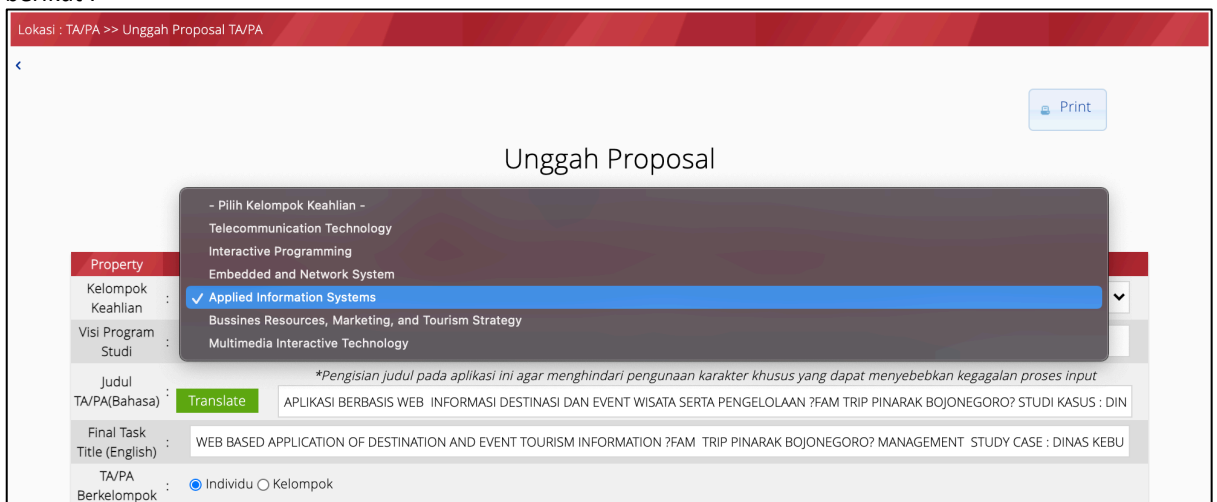 Lokasi : TA/PA >> Unggah Proposal TA/PA
<
Print
Unggah Proposal
- Pilih Kelompok Keahlian -
Telecommunication Technology
Interactive Programming
Embedded and Network System
✓ Applied Information Systems
Bussines Resources, Marketing, and Tourism Strategy
Multimedia Interactive Technology
Property
Kelompok
Keahlian :
Visi Program
Studi :
*Pengisian judul pada aplikasi ini agar menghindari pengunaan karakter khusus yang dapat menyebebkan kegagalan proses input
Judul
TA/PA(Bahasa) : Translate APLIKASI BERBASIS WEB INFORMASI DESTINASI DAN EVENT WISATA SERTA PENGELOLAAN ?FAM TRIP PINARAK BOJONEGORO? STUDI KASUS : DIN
Final Task
Title (English) : WEB BASED APPLICATION OF DESTINATION AND EVENT TOURISM INFORMATION ?FAM TRIP PINARAK BOJONEGORO? MANAGEMENT STUDY CASE : DINAS KEBU
TA/PA
Berkelompok : Individu Kelompok